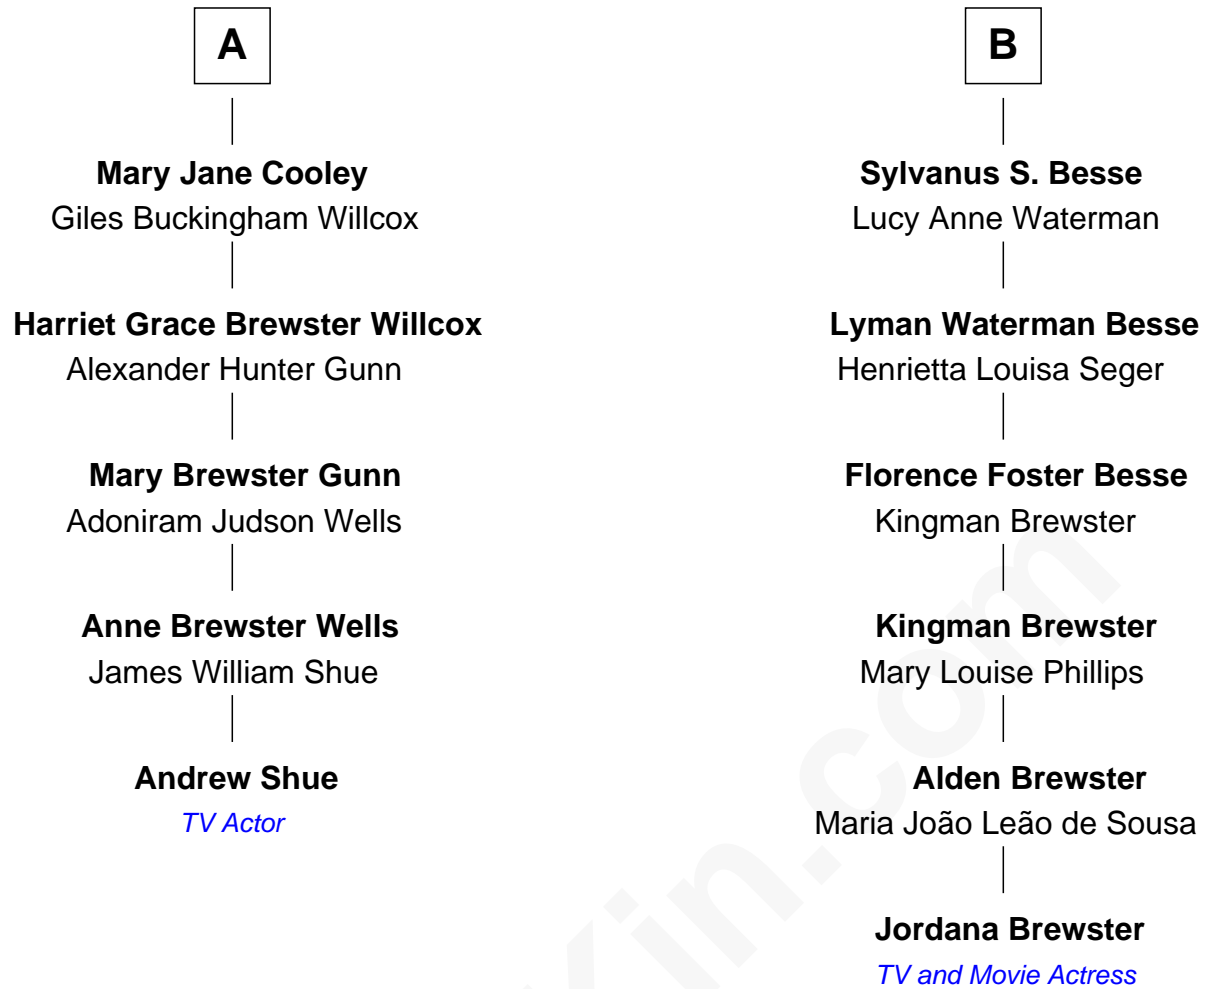 A
Mary Jane Cooley
Giles Buckingham Willcox
Harriet Grace Brewster Willcox
Alexander Hunter Gunn
Mary Brewster Gunn
Adoniram Judson Wells
Anne Brewster Wells
James William Shue
Andrew Shue
TV Actor
B
Sylvanus S. Besse
Lucy Anne Waterman
Lyman Waterman Besse
Henrietta Louisa Seger
Florence Foster Besse
Kingman Brewster
Kingman Brewster
Mary Louise Phillips
Alden Brewster
Maria João Leão de Sousa
Jordana Brewster
TV and Movie Actress
Kin.com